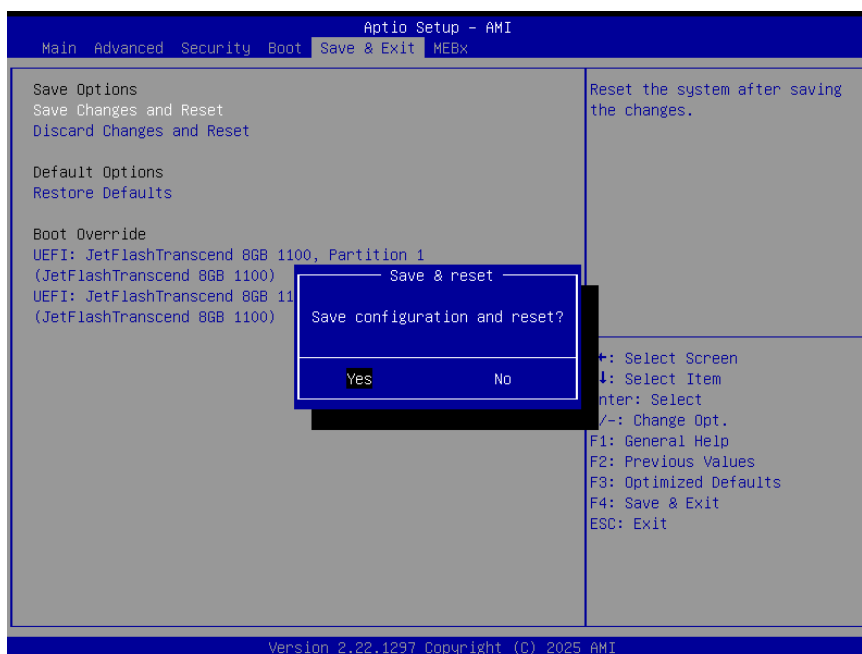 Aptio Setup – AMI
Main Advanced Security Boot Save & Exit MEBx
Save Options
Save Changes and Reset
Discard Changes and Reset
Default Options
Restore Defaults
Boot Override
UEFI: JetFlashTranscend 8GB 1100, Partition 1
(JetFlashTranscend 8GB 1100)
UEFI: JetFlashTranscend 8GB 11
(JetFlashTranscend 8GB 1100)
Save & reset
Save configuration and reset?
Yes No
Reset the system after saving
the changes.
: Select Screen
↓: Select Item
nter: Select
/-: Change Opt.
F1: General Help
F2: Previous Values
F3: Optimized Defaults
F4: Save & Exit
ESC: Exit
Version 2.22.1297 Copyright (C) 2025 AMI